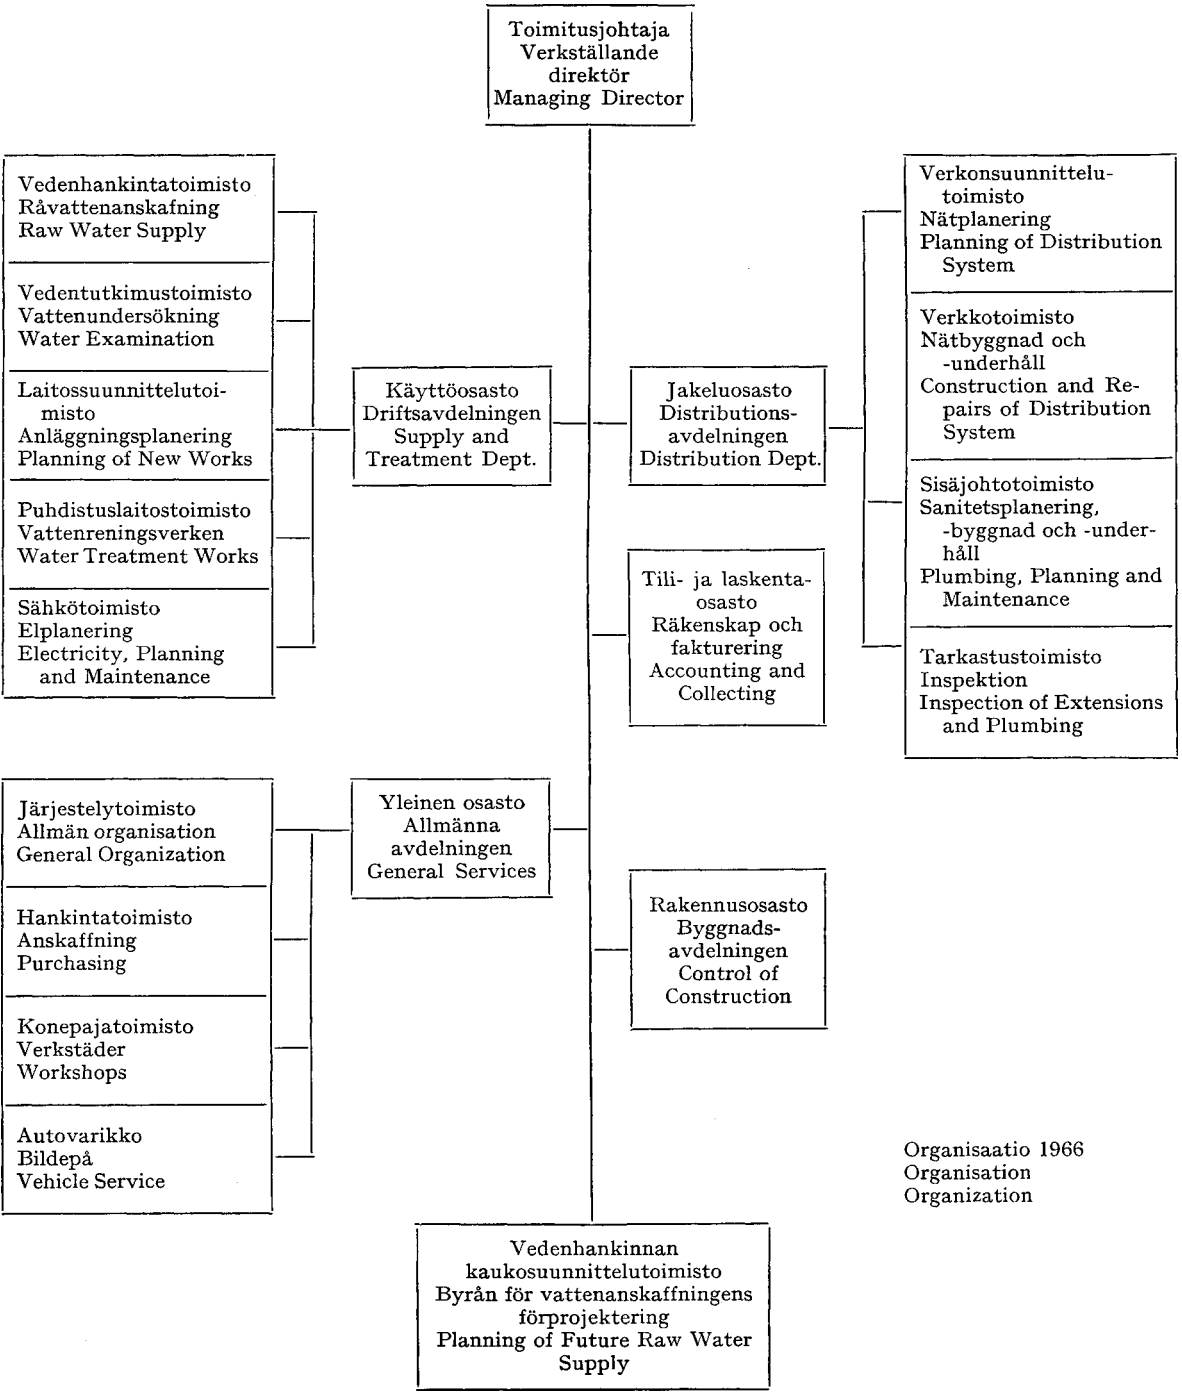 Toimitusjohtaja
Verkställande
direktör
Managing Director
Vedenhankintatoimisto
Råvattenanskafning
Raw Water Supply
Vedentutkimustoimisto
Vattenundersökning
Water Examination
Laitossuunnittelutoi-
misto
Anläggningsplanering
Planning of New Works
Puhdistuslaitostoimisto
Vattenreningsverken
Water Treatment Works
Sähkötoimisto
Elplanering
Electricity, Planning
and Maintenance
Käyttöosasto
Driftsavdelningen
Supply and
Treatment Dept.
Jakeluosasto
Distributions-
avdelningen
Distribution Dept.
Verkonsuunnittelu-
toimisto
Nätplanering
Planning of Distribution
System
Verkkotoimisto
Nätbyggnad och
-underhåll
Construction and Re-
pairs of Distribution
System
Sisäjohtotoimisto
Sanitetsplanering,
-byggnad och -under-
håll
Plumbing, Planning and
Maintenance
Tarkastustoimisto
Inspektion
Inspection of Extensions
and Plumbing
Tili- ja laskenta-
osasto
Räkenskap och
fakturering
Accounting and
Collecting
Järjestelytoimisto
Allmän organisation
General Organization
Hankintatoimisto
Anskaffning
Purchasing
Konepajatoimisto
Verkstäder
Workshops
Autovarikko
Bildepå
Vehicle Service
Yleinen osasto
Allmänna
avdelningen
General Services
Rakennusosasto
Byggnads-
avdelningen
Control of
Construction
Organisaatio 1966
Organisation
Organization
Vedenhankinnan
kaukosuunnittelutoimisto
Byrån för vattenanskaffningens
förprojektering
Planning of Future Raw Water
Supply